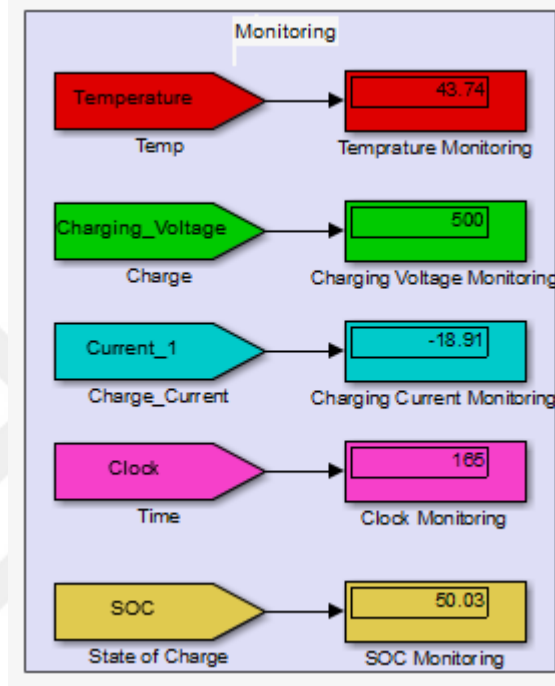 Monitoring
Temperature
43.74
Temp
Temprature Monitoring
Charging_Voltage
500
Charge
Charging Voltage Monitoring
Current_1
-18.91
Charge_Current
Charging Current Monitoring
Clock
165
Time
Clock Monitoring
SOC
50.03
State of Charge
SOC Monitoring